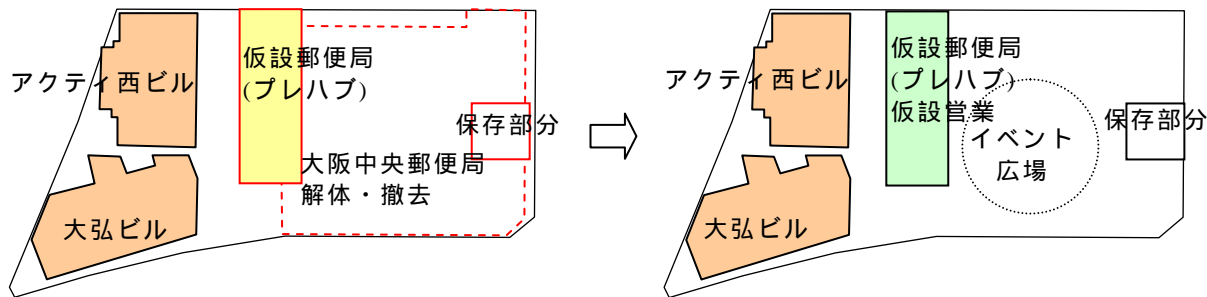 仮設郵便局
(プレハブ)
アクティ西ビル
保存部分
大阪中央郵便局
解体・撤去
大弘ビル
仮設郵便局
(プレハブ)
仮設営業
アクティ西ビル
保存部分
イベント
広場
大弘ビル